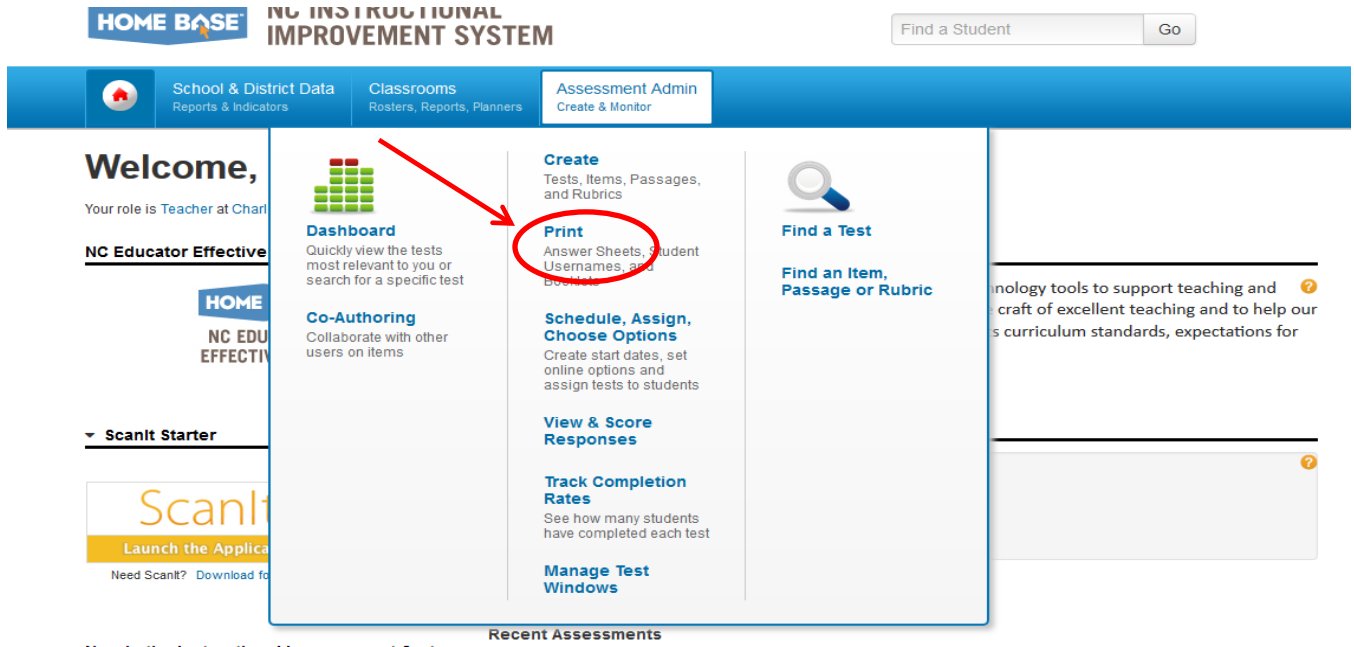 HOME BASE
NC INSTRUCTIONAL
IMPROVEMENT SYSTEM
Find a Student
Go
School & District Data
Reports & Indicators
Classrooms
Rosters, Reports, Planners
Assessment Admin
Create & Monitor
Welcome,
Your role is Teacher at Charl
NC Educator Effective
HOME
NC EDU
EFFECTIV
ScanIt Starter
ScanIt
Launch the Applica
Need ScanIt? Download fo
Dashboard
Quickly view the tests
most relevant to you or
search for a specific test
Co-Authoring
Collaborate with other
users on items
Create
Tests, Items, Passages,
and Rubrics
Print
Answer Sheets, Student
Usernames, and
Booklets
Schedule, Assign,
Choose Options
Create start dates, set
online options and
assign tests to students
View & Score
Responses
Track Completion
Rates
See how many students
have completed each test
Manage Test
Windows
Find a Test
Find an Item,
Passage or Rubric
nology tools to support teaching and
craft of excellent teaching and to help our
s curriculum standards, expectations for
Recent Assessments